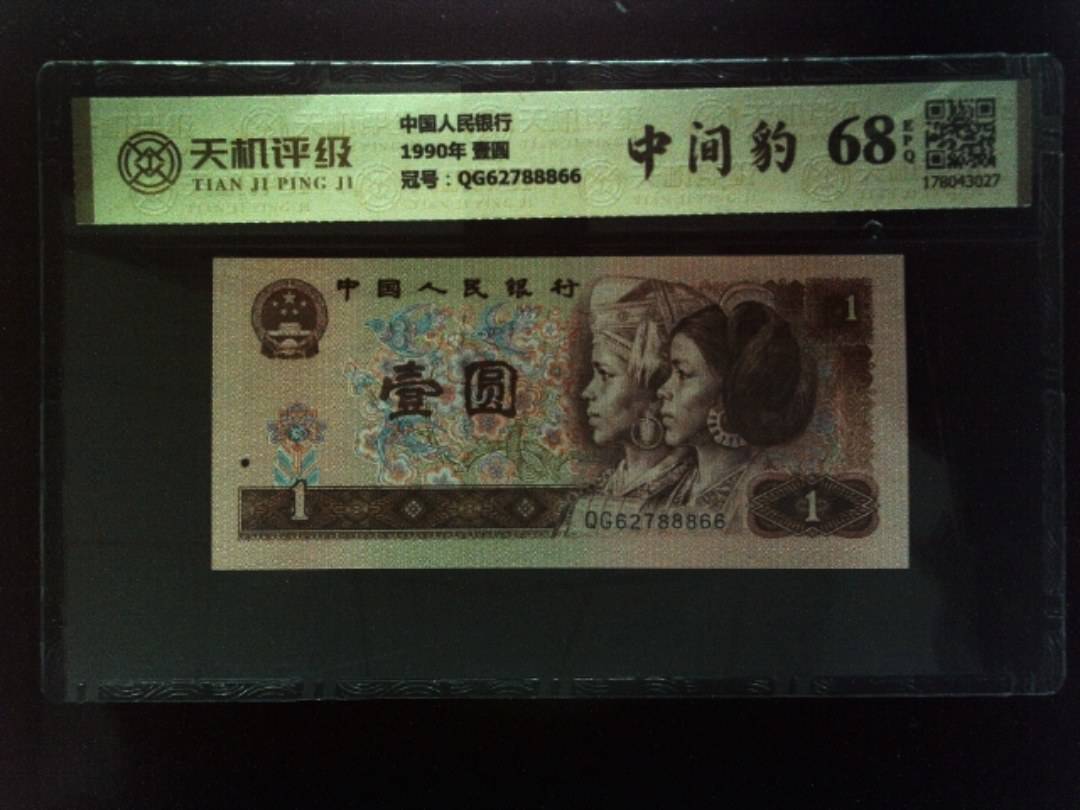 天机评级
TIAN JI PING JI
中国人民银行
1990年 壹圆
冠号：QG62788866
中间豹
68
EPQ
178043027
中国人民银行
1
壹圆
1
QG62788866
1